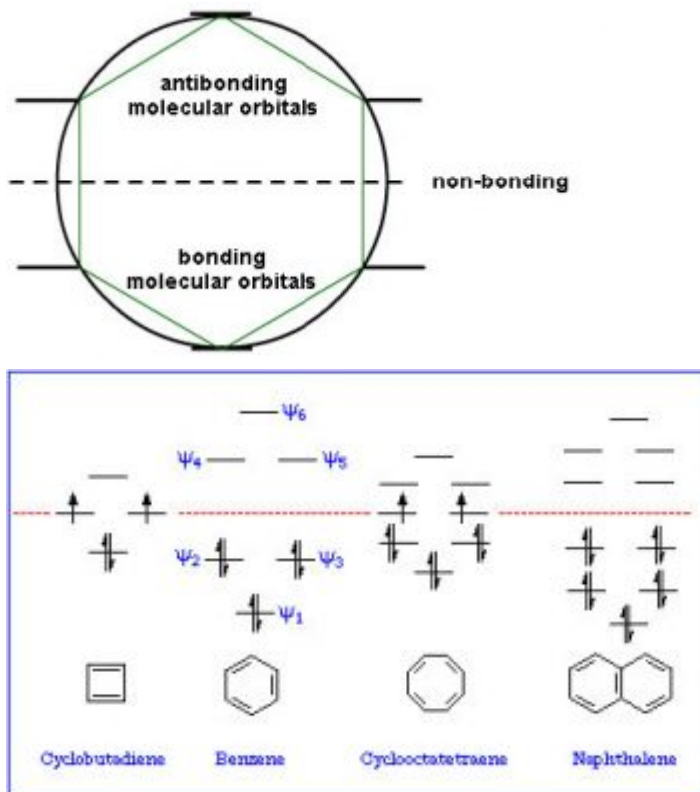 antibonding
molecular orbitals
non-bonding
bonding
molecular orbitals
Ψ6
Ψ4 Ψ5
Ψ2 Ψ3
Ψ1
Cyclobutadiene Benzene Cyclooctatetraene Naphthalene